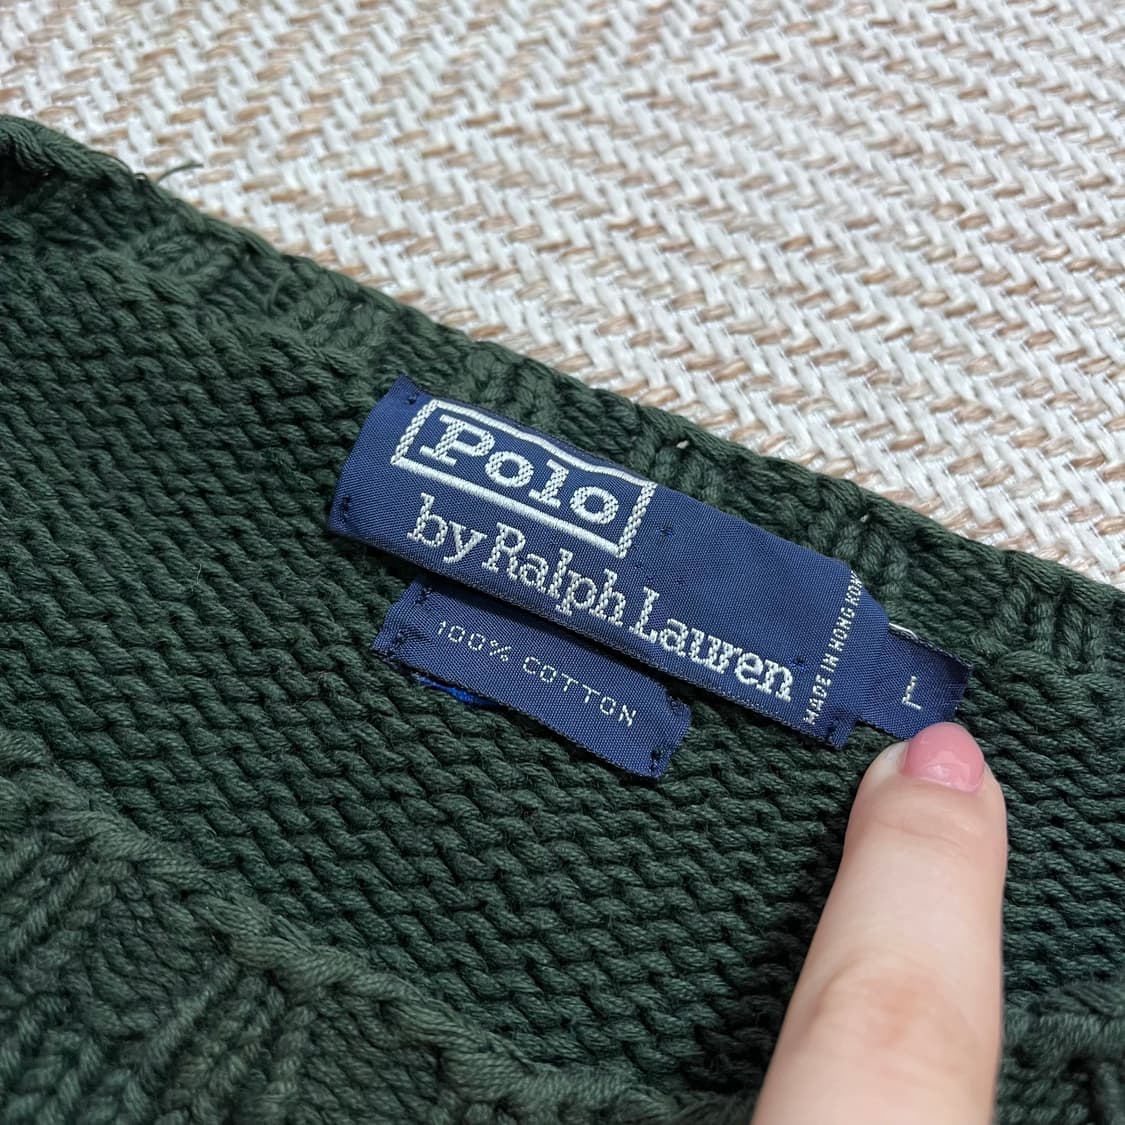 Polo
by Ralph Lauren
MADE IN HONG KONG
L
100% COTTON